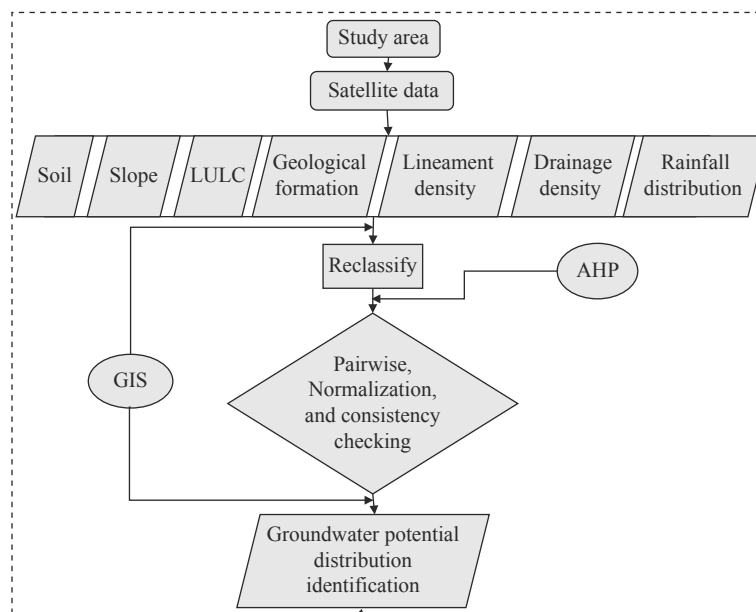 Study area
Satellite data
Soil
Slope
LULC
Geological
formation
Lineament
density
Drainage
density
Rainfall
distribution
Reclassify
AHP
GIS
Pairwise,
Normalization,
and consistency
checking
Groundwater potential
distribution
identification